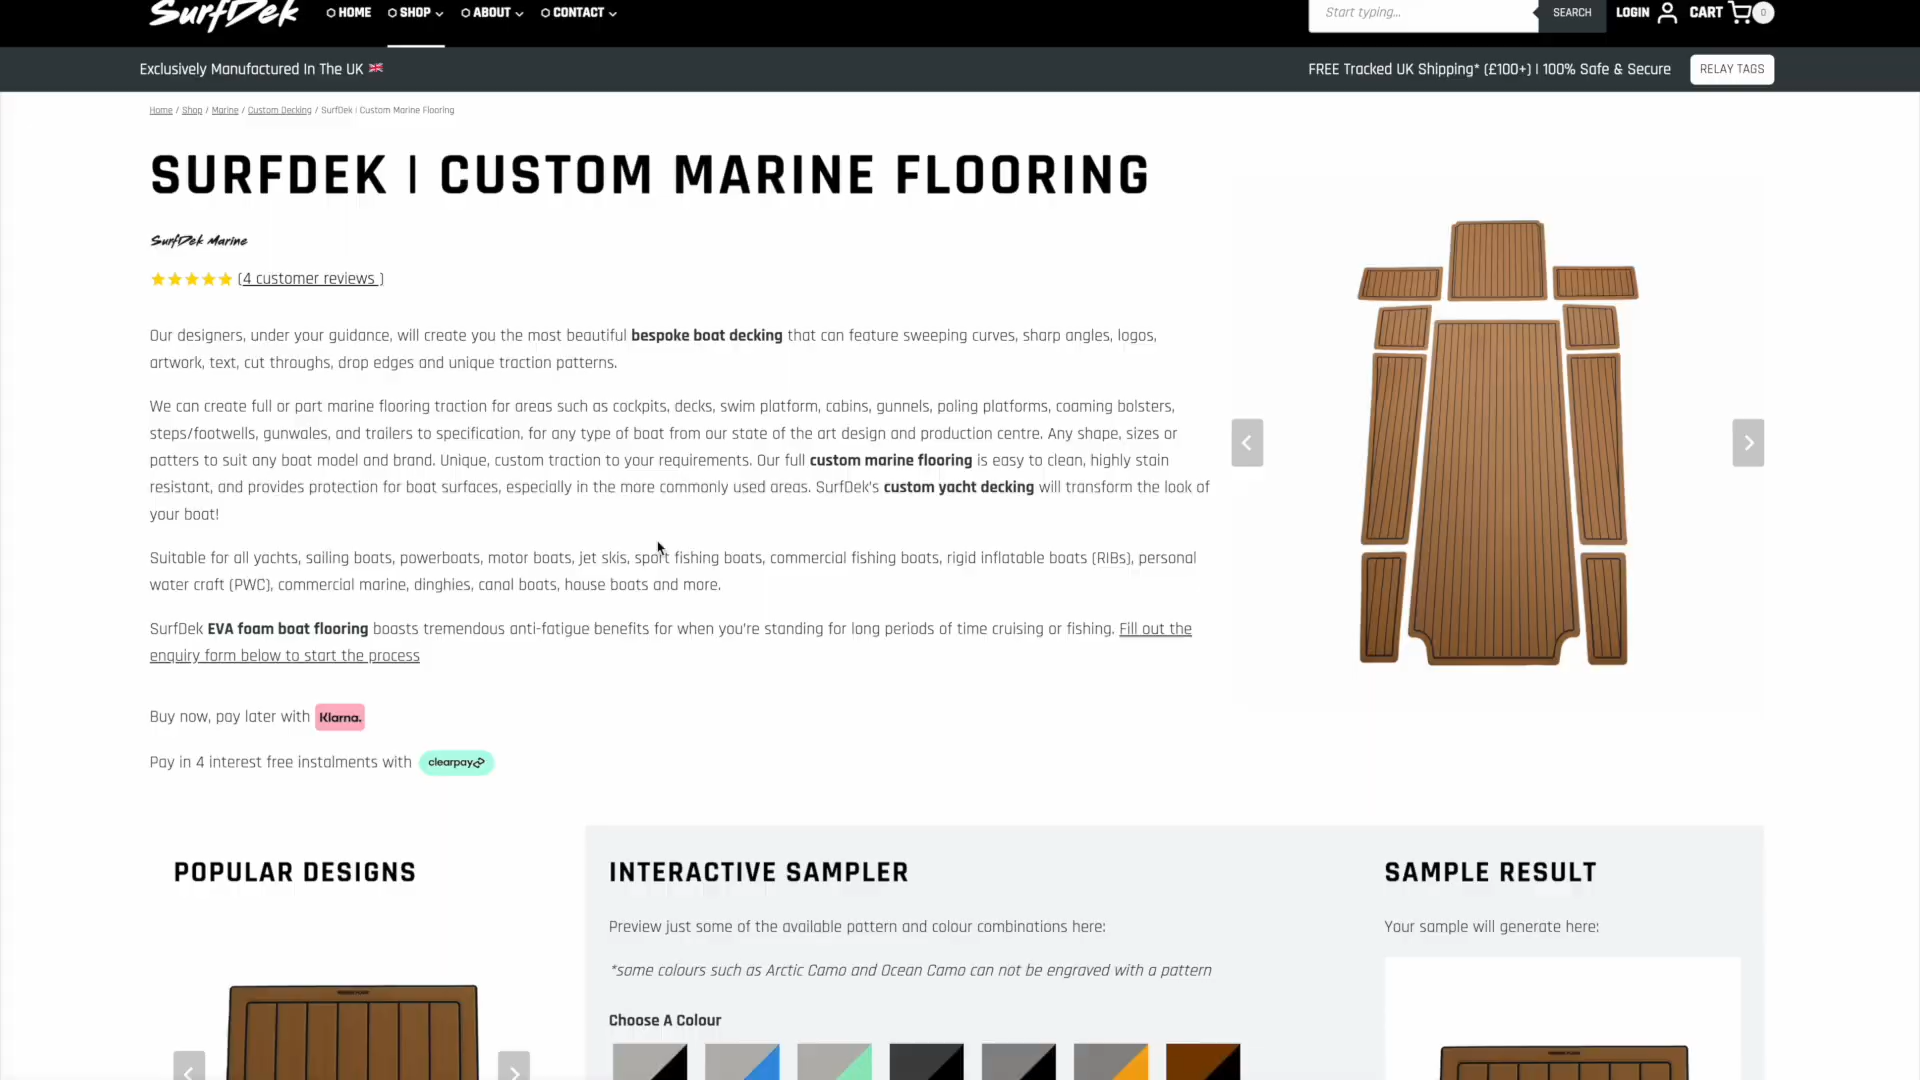 SurfDek
HOME
SHOP
ABOUT
CONTACT
Start typing...
SEARCH
LOGIN
CART
0
Exclusively Manufactured In The UK
FREE Tracked UK Shipping* (£100+) | 100% Safe & Secure
RELAY TAGS
Home / Shop / Marine / Custom Decking / SurfDek | Custom Marine Flooring
SURFDEK | CUSTOM MARINE FLOORING
SurfDek Marine
(4 customer reviews )
Our designers, under your guidance, will create you the most beautiful bespoke boat decking that can feature sweeping curves, sharp angles, logos,
artwork, text, cut throughs, drop edges and unique traction patterns.
We can create full or part marine flooring traction for areas such as cockpits, decks, swim platform, cabins, gunnels, poling platforms, coaming bolsters,
steps/footwells, gunwales, and trailers to specification, for any type of boat from our state of the art design and production centre. Any shape, sizes or
patters to suit any boat model and brand. Unique, custom traction to your requirements. Our full custom marine flooring is easy to clean, highly stain
resistant, and provides protection for boat surfaces, especially in the more commonly used areas. SurfDek's custom yacht decking will transform the look of
your boat!
Suitable for all yachts, sailing boats, powerboats, motor boats, jet skis, sport fishing boats, commercial fishing boats, rigid inflatable boats (RIBs), personal
water craft (PWC), commercial marine, dinghies, canal boats, house boats and more.
SurfDek EVA foam boat flooring boasts tremendous anti-fatigue benefits for when you're standing for long periods of time cruising or fishing. Fill out the
enquiry form below to start the process
Buy now, pay later with Klarna.
Pay in 4 interest free instalments with clearpay
POPULAR DESIGNS
INTERACTIVE SAMPLER
Preview just some of the available pattern and colour combinations here:
*some colours such as Arctic Camo and Ocean Camo can not be engraved with a pattern
Choose A Colour
SAMPLE RESULT
Your sample will generate here: